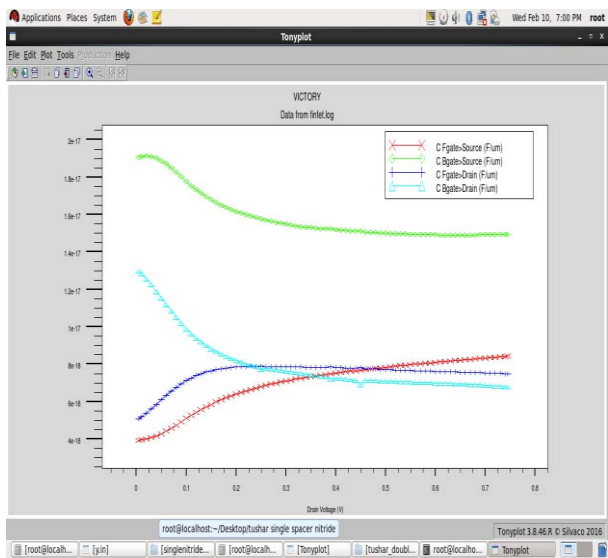 Applications Places System Wed Feb 10, 7:00 PM root
Tonyplot
File Edit Plot Tools Production Help
VICTORY
Data from finfet.log
C Fgate>Source (F/um)
C Bgate>Source (F/um)
C Fgate>Drain (F/um)
C Bgate>Drain (F/um)
2e-17
1.8e-17
1.6e-17
1.4e-17
1.2e-17
1e-17
8e-18
6e-18
4e-18
0 0.1 0.2 0.3 0.4 0.5 0.6 0.7 0.8
Drain Voltage (V)
root@localhost:~/Desktop/tushar single spacer nitride
Tonyplot 3.8.46.R © Silvaco 2016
[root@localh... [y.in] [singlenitride... [root@localh... [Tonyplot] [tushar_doubl... root@localho... Tonyplot